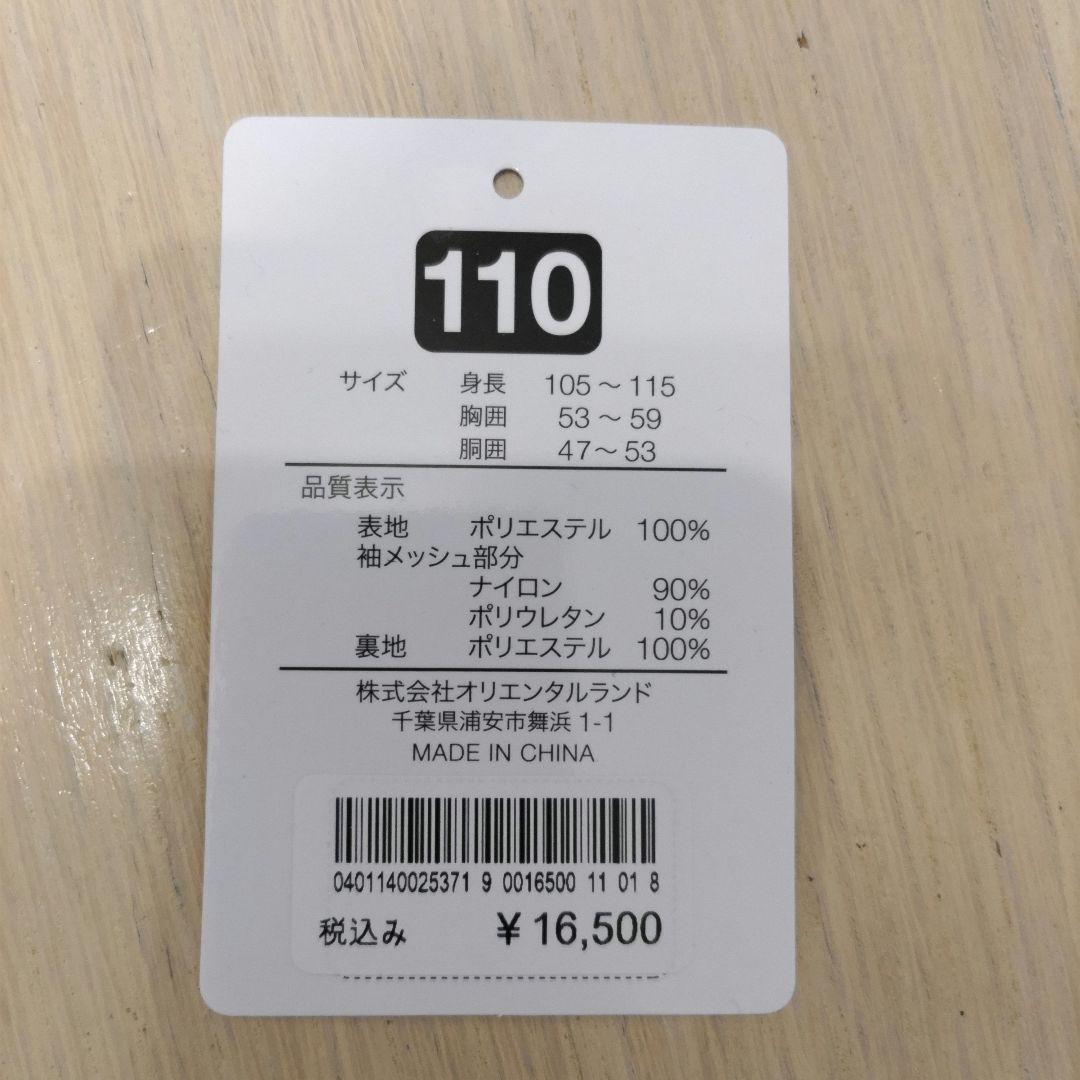 110
サイズ 身長 105～115
胸囲 53～59
胴囲 47～53
品質表示
表地 ポリエステル 100%
袖メッシュ部分
ナイロン 90%
ポリウレタン 10%
裏地 ポリエステル 100%
株式会社オリエンタルランド
千葉県浦安市舞浜 1-1
MADE IN CHINA
0401140025371 9 0016500 11 01 8
税込み ¥16,500